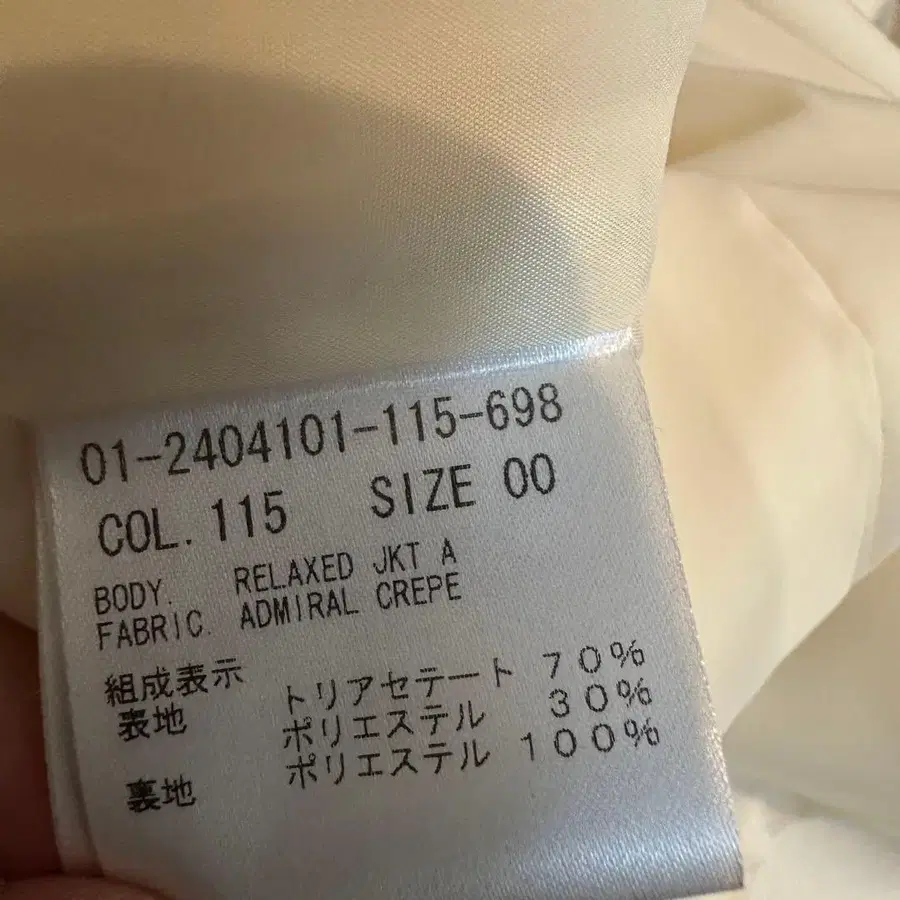 01-2404101-115-698
COL. 115 SIZE 00
BODY. RELAXED JKT A
FABRIC. ADMIRAL CREPE
組成表示
表地 トリアセテート 70%
ポリエステル 30%
裏地 ポリエステル 100%